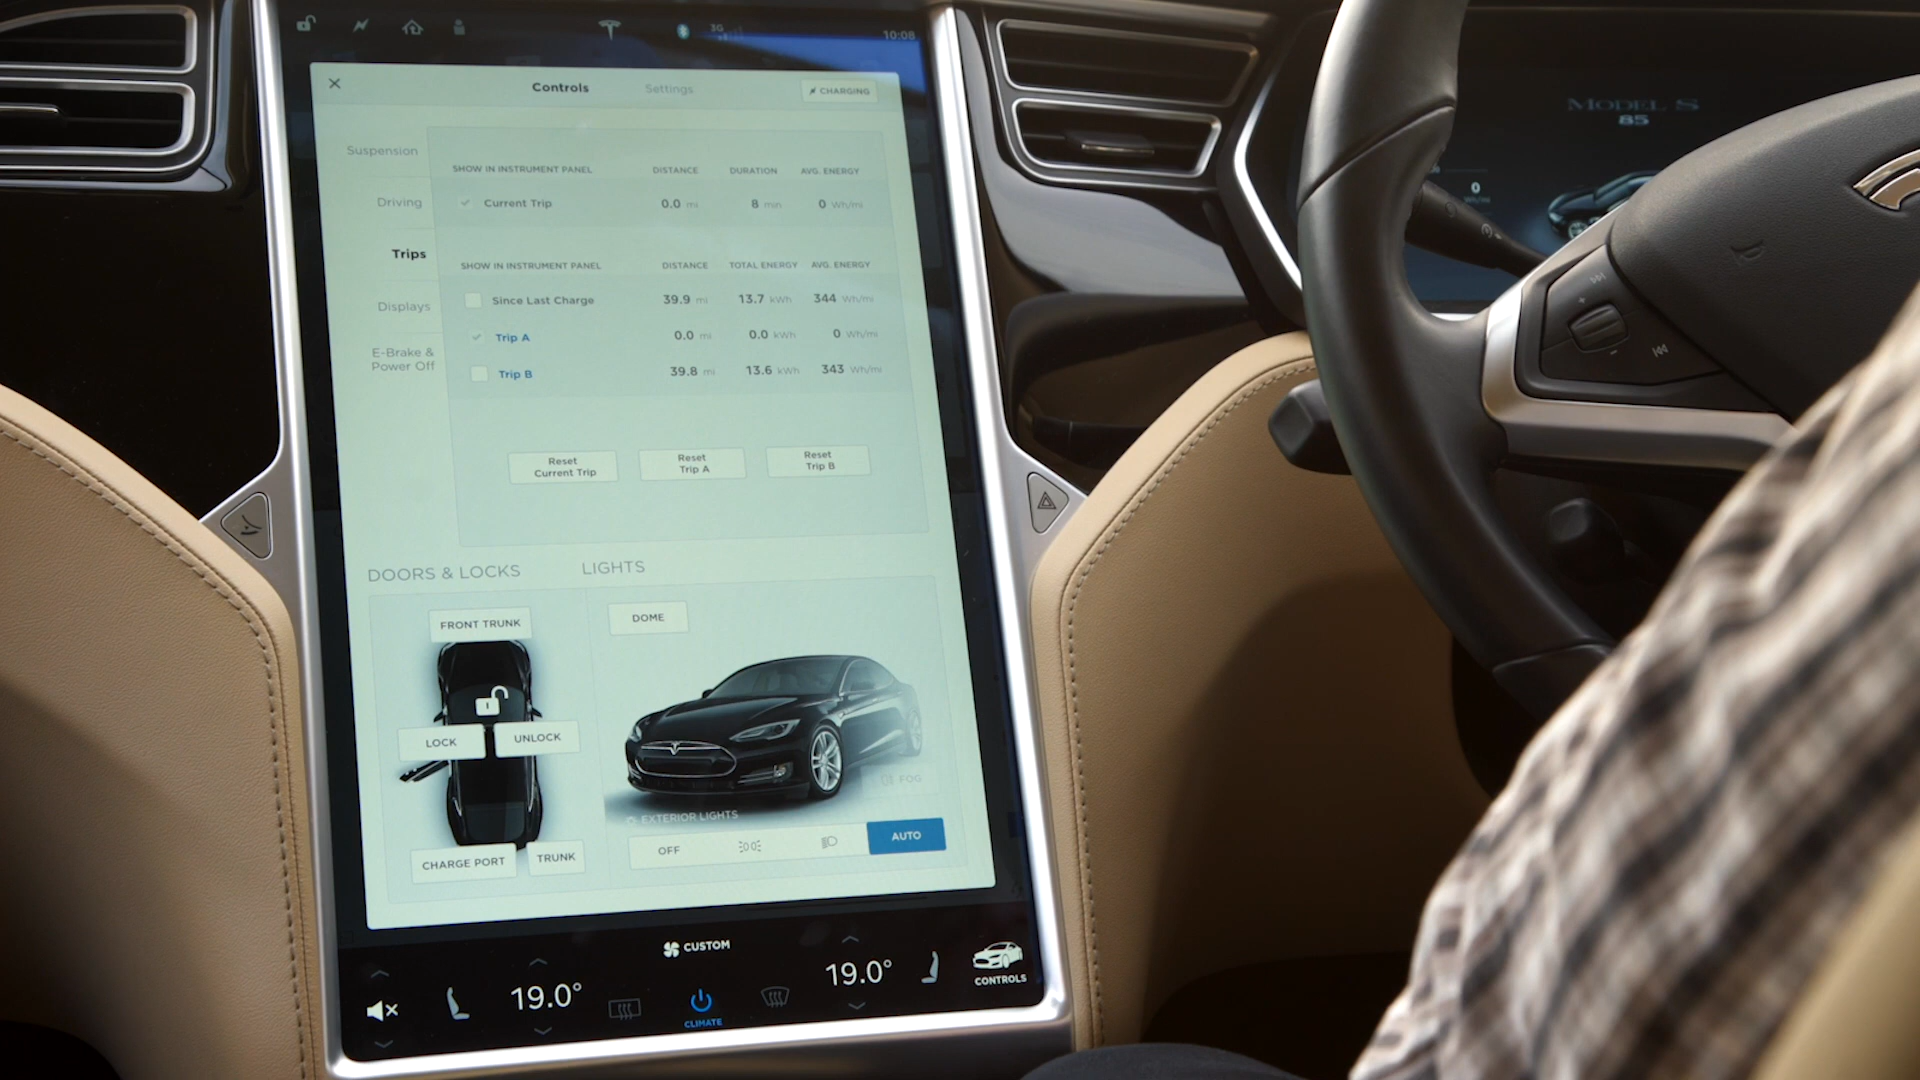 3G
10:08
Controls Settings CHARGING
Suspension
Driving
Trips
Displays
E-Brake &
Power Off
SHOW IN INSTRUMENT PANEL DISTANCE DURATION AVG. ENERGY
Current Trip 0.0 mi 8 min 0 Wh/mi
SHOW IN INSTRUMENT PANEL DISTANCE TOTAL ENERGY AVG. ENERGY
Since Last Charge 39.9 mi 13.7 kWh 344 Wh/mi
Trip A 0.0 mi 0.0 kWh 0 Wh/mi
Trip B 39.8 mi 13.6 kWh 343 Wh/mi
Reset
Current Trip
Reset
Trip A
Reset
Trip B
DOORS & LOCKS LIGHTS
FRONT TRUNK
DOME
LOCK UNLOCK
FOG
EXTERIOR LIGHTS
OFF AUTO
CHARGE PORT TRUNK
CUSTOM
19.0° 19.0°
CLIMATE
CONTROLS
MODEL S
85
0
Wh/mi